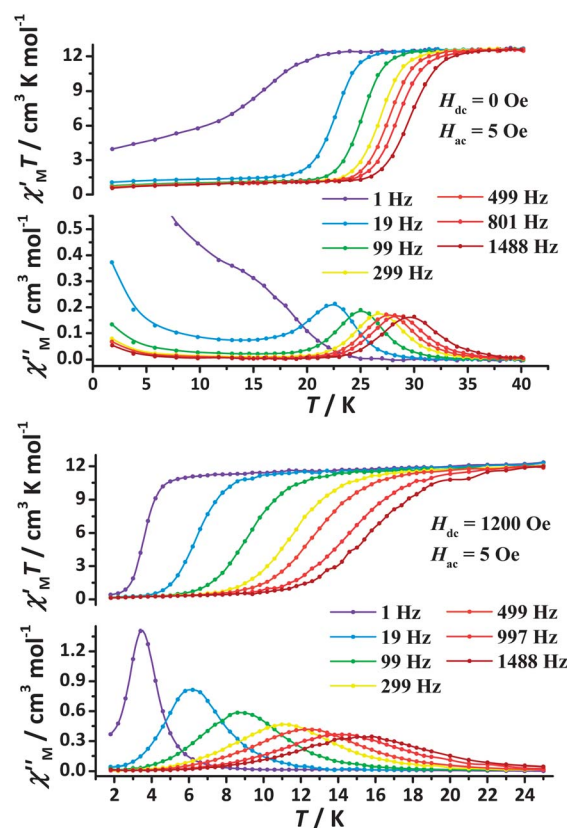 χ′M T / cm³ K mol⁻¹
12
9
6
3
0
Hdc = 0 Oe
Hac = 5 Oe
1 Hz
19 Hz
99 Hz
299 Hz
499 Hz
801 Hz
1488 Hz
χ″M / cm³ mol⁻¹
0.5
0.4
0.3
0.2
0.1
0.0
0 5 10 15 20 25 30 35 40
T / K
χ′M T / cm³ K mol⁻¹
12
9
6
3
0
Hdc = 1200 Oe
Hac = 5 Oe
1 Hz
19 Hz
99 Hz
299 Hz
499 Hz
997 Hz
1488 Hz
χ″M / cm³ mol⁻¹
1.2
0.9
0.6
0.3
0.0
2 4 6 8 10 12 14 16 18 20 22 24
T / K